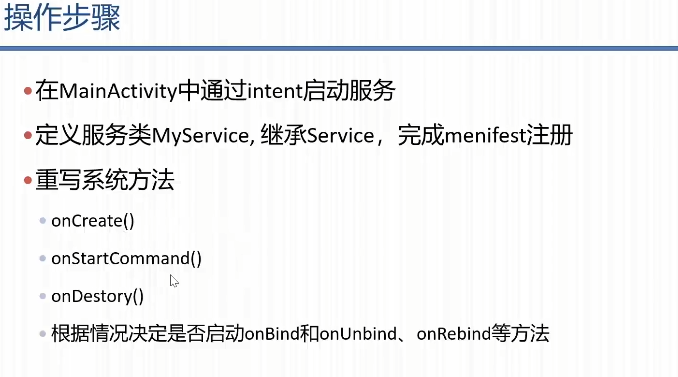 操作步骤
•在MainActivity中通过intent启动服务
•定义服务类MyService, 继承Service，完成menifest注册
•重写系统方法
•onCreate()
•onStartCommand()
•onDestory()
•根据情况决定是否启动onBind和onUnbind、onRebind等方法